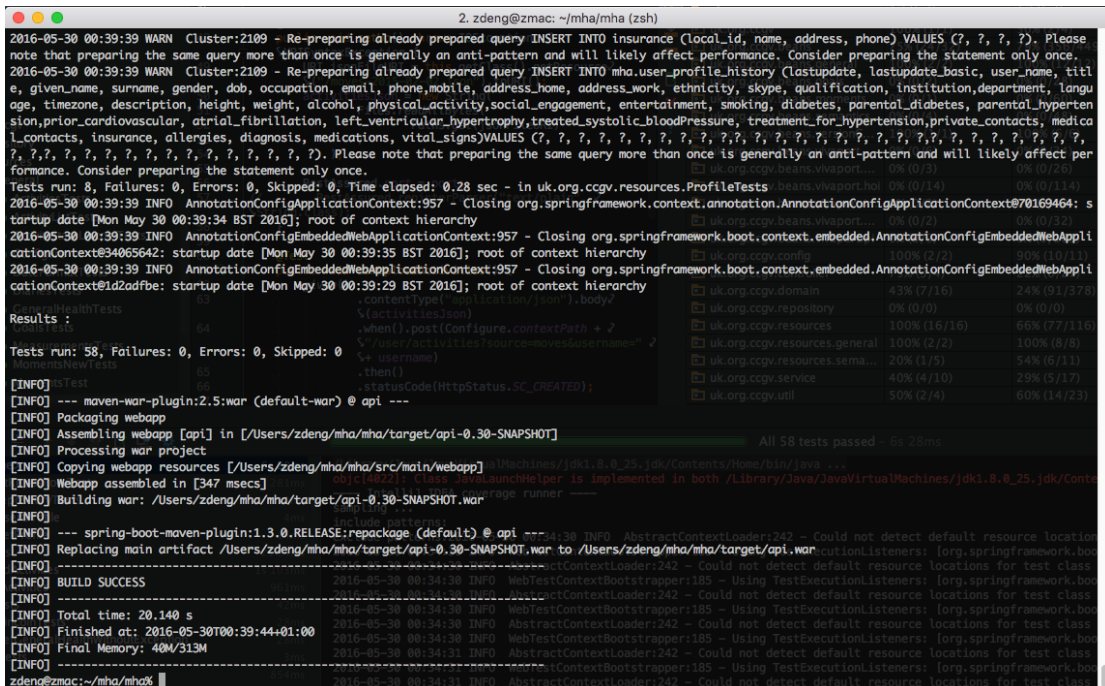 2. zdeng@zmac: ~/mha/mha (zsh)
2016-05-30 00:39:39 WARN  Cluster:2109 - Re-preparing already prepared query INSERT INTO insurance (local_id, name, address, phone) VALUES (?, ?, ?, ?). Please
note that preparing the same query more than once is generally an anti-pattern and will likely affect performance. Consider preparing the statement only once.
2016-05-30 00:39:39 WARN  Cluster:2109 - Re-preparing already prepared query INSERT INTO mha.user_profile_history (lastupdate, lastupdate_basic, user_name, titl
e, given_name, surname, gender, dob, occupation, email, phone,mobile, address_home, address_work, ethnicity, skype, qualification, institution,department, langu
age, timezone, description, height, weight, alcohol, physical_activity,social_engagement, entertainment, smoking, diabetes, parental_diabetes, parental_hyperten
sion,prior_cardiovascular, atrial_fibrillation, left_ventricular_hypertrophy,treated_systolic_bloodPressure, treatment_for_hypertension,private_contacts, medica
l_contacts, insurance, allergies, diagnosis, medications, vital_signs)VALUES (?, ?, ?, ?, ?, ?, ?, ?, ?, ?, ?, ?, ?, ?, ?, ?, ?, ?, ?, ?, ?, ?,?, ?, ?, ?, ?, ?,
?, ?,?, ?, ?, ?, ?, ?, ?, ?, ?, ?, ?, ?, ?). Please note that preparing the same query more than once is generally an anti-pattern and will likely affect per
formance. Consider preparing the statement only once.
Tests run: 8, Failures: 0, Errors: 0, Skipped: 0, Time elapsed: 0.28 sec - in uk.org.ccgv.resources.ProfileTests
2016-05-30 00:39:39 INFO  AnnotationConfigApplicationContext:957 - Closing org.springframework.context.annotation.AnnotationConfigApplicationContext@70169464: s
tartup date [Mon May 30 00:39:34 BST 2016]; root of context hierarchy
2016-05-30 00:39:39 INFO  AnnotationConfigEmbeddedWebApplicationContext:957 - Closing org.springframework.boot.context.embedded.AnnotationConfigEmbeddedWebAppli
cationContext@34065642: startup date [Mon May 30 00:39:35 BST 2016]; root of context hierarchy
2016-05-30 00:39:39 INFO  AnnotationConfigEmbeddedWebApplicationContext:957 - Closing org.springframework.boot.context.embedded.AnnotationConfigEmbeddedWebAppli
cationContext@1d2adfbe: startup date [Mon May 30 00:39:29 BST 2016]; root of context hierarchy
Results :
Tests run: 58, Failures: 0, Errors: 0, Skipped: 0
[INFO]
[INFO] --- maven-war-plugin:2.5:war (default-war) @ api ---
[INFO] Packaging webapp
[INFO] Assembling webapp [api] in [/Users/zdeng/mha/mha/target/api-0.30-SNAPSHOT]
[INFO] Processing war project
[INFO] Copying webapp resources [/Users/zdeng/mha/mha/src/main/webapp]
[INFO] Webapp assembled in [347 msecs]
[INFO] Building war: /Users/zdeng/mha/mha/target/api-0.30-SNAPSHOT.war
[INFO]
[INFO] --- spring-boot-maven-plugin:1.3.0.RELEASE:repackage (default) @ api ---
[INFO] Replacing main artifact /Users/zdeng/mha/mha/target/api-0.30-SNAPSHOT.war to /Users/zdeng/mha/mha/target/api.war
[INFO] ------------------------------------------------------------------------
[INFO] BUILD SUCCESS
[INFO] ------------------------------------------------------------------------
[INFO] Total time: 20.140 s
[INFO] Finished at: 2016-05-30T00:39:44+01:00
[INFO] Final Memory: 40M/313M
[INFO] ------------------------------------------------------------------------
zdeng@zmac:~/mha/mha%